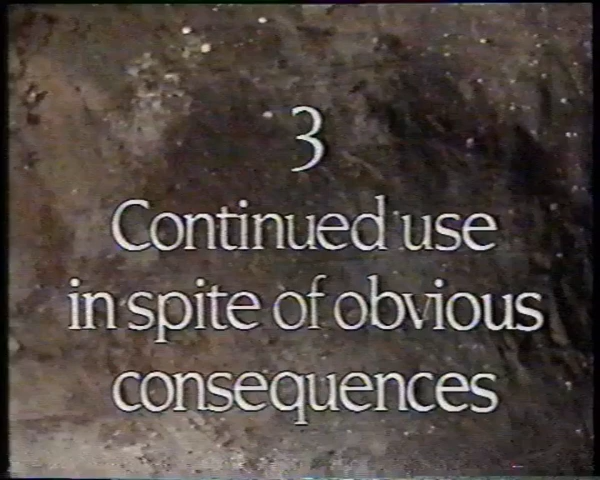 3
Continued use
in spite of obvious
consequences